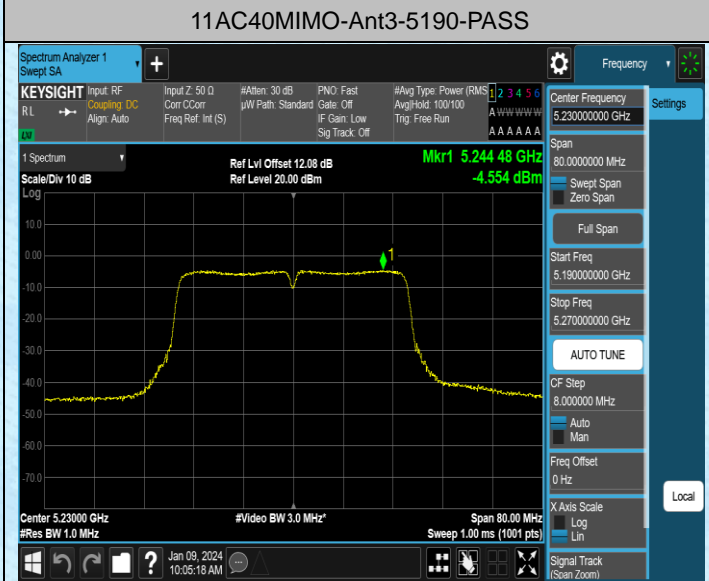 11AC40MIMO-Ant3-5190-PASS
Spectrum Analyzer 1
Swept SA
Frequency
KEYSIGHT
RL
LXI
Input: RF
Coupling: DC
Align: Auto
Input Z: 50 Ω
Corr CCorr
Freq Ref: Int (S)
#Atten: 30 dB
µW Path: Standard
PNO: Fast
Gate: Off
IF Gain: Low
Sig Track: Off
#Avg Type: Power (RMS
Avg|Hold: 100/100
Trig: Free Run
1 2 3 4 5 6
A W W W W W
A A A A A A
Center Frequency
5.230000000 GHz
Settings
Span
80.0000000 MHz
Swept Span
Zero Span
Full Span
Start Freq
5.190000000 GHz
Stop Freq
5.270000000 GHz
AUTO TUNE
CF Step
8.000000 MHz
Auto
Man
Freq Offset
0 Hz
X Axis Scale
Log
Lin
Local
Signal Track
(Span Zoom)
1 Spectrum
Scale/Div 10 dB
Log
Ref Lvl Offset 12.08 dB
Ref Level 20.00 dBm
Mkr1 5.244 48 GHz
-4.554 dBm
10.0
0.00
1
-10.0
-20.0
-30.0
-40.0
-50.0
-60.0
-70.0
Center 5.23000 GHz
#Res BW 1.0 MHz
#Video BW 3.0 MHz*
Span 80.00 MHz
Sweep 1.00 ms (1001 pts)
?
Jan 09, 2024
10:05:18 AM